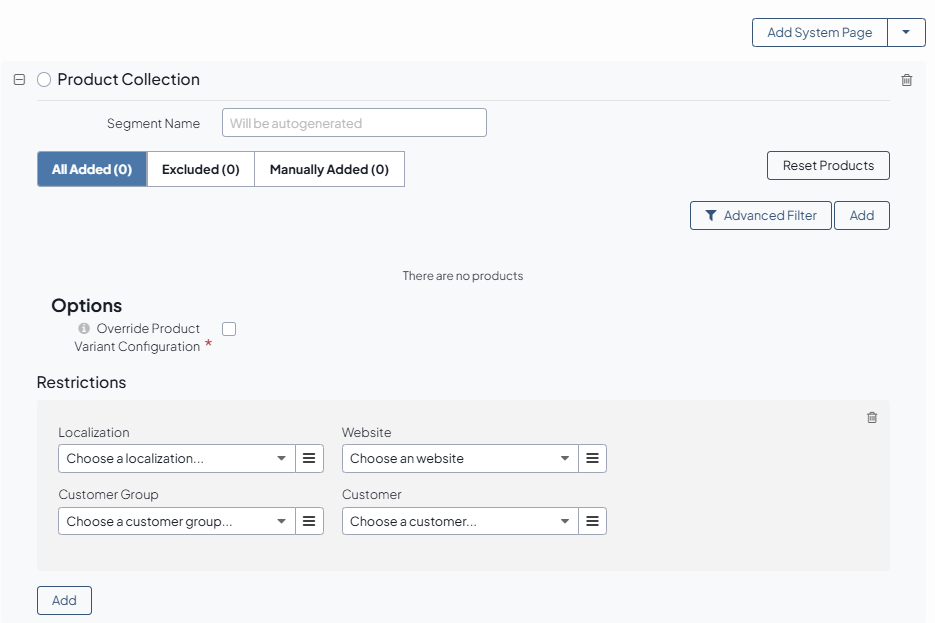 Add System Page
Product Collection
Segment Name
Will be autogenerated
All Added (0)
Excluded (0)
Manually Added (0)
Reset Products
Advanced Filter
Add
There are no products
Options
Override Product
Variant Configuration *
Restrictions
Localization
Website
Choose a localization...
Choose an website
Customer Group
Customer
Choose a customer group...
Choose a customer...
Add